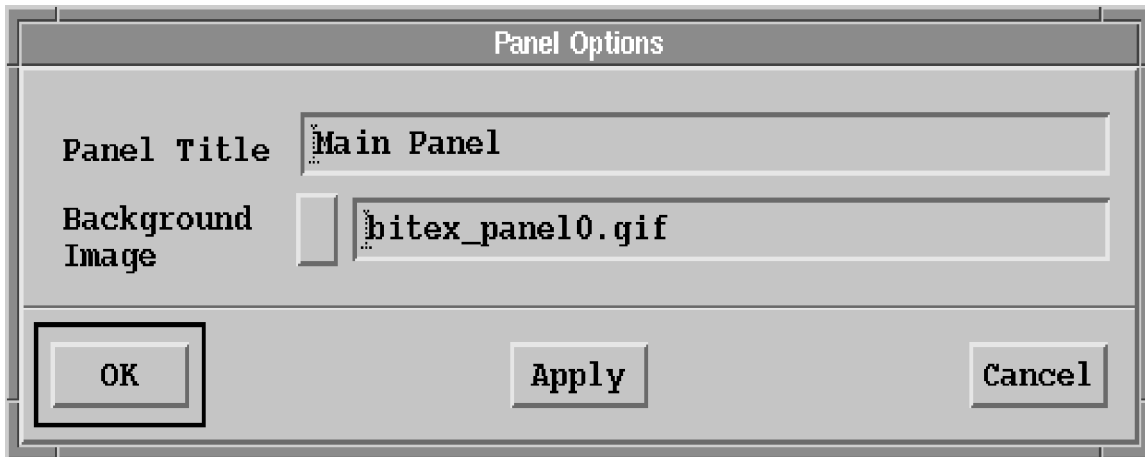 Panel Options
Panel Title Main Panel
Background
Image bitex_panel0.gif
OK Apply Cancel